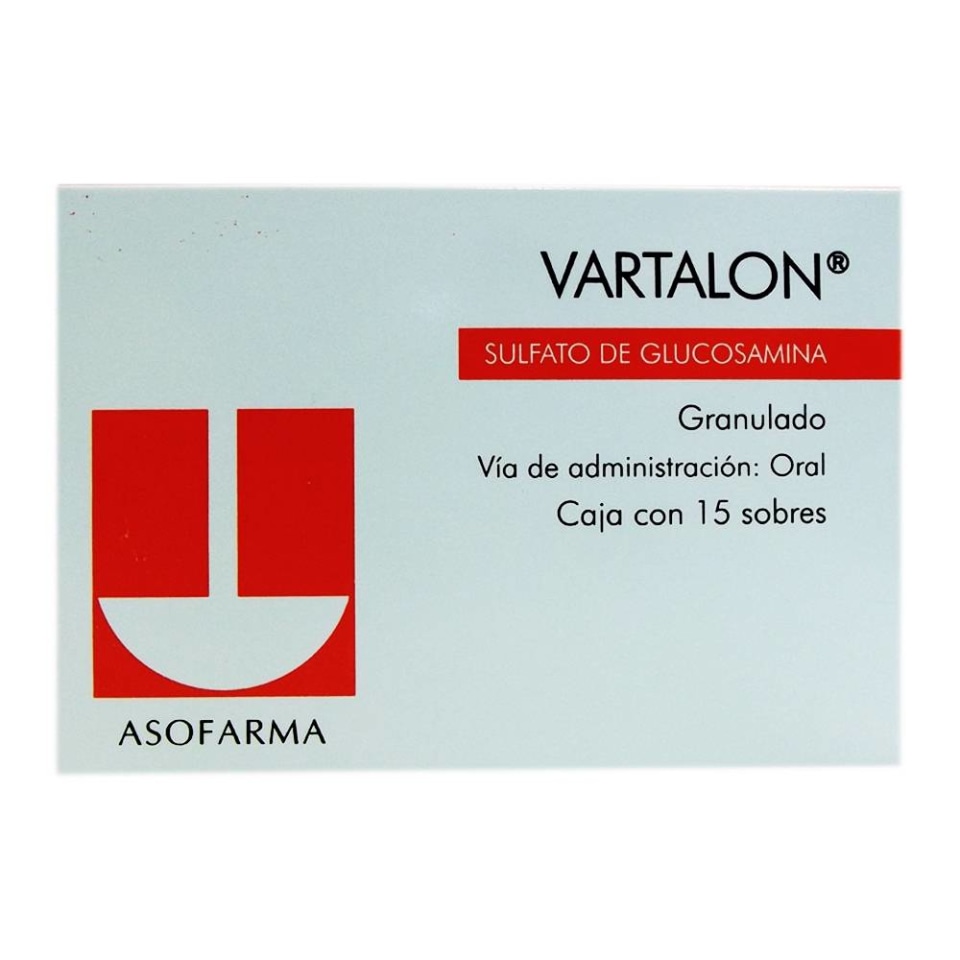 VARTALON®
SULFATO DE GLUCOSAMINA
Granulado
Vía de administración: Oral
Caja con 15 sobres
ASOFARMA